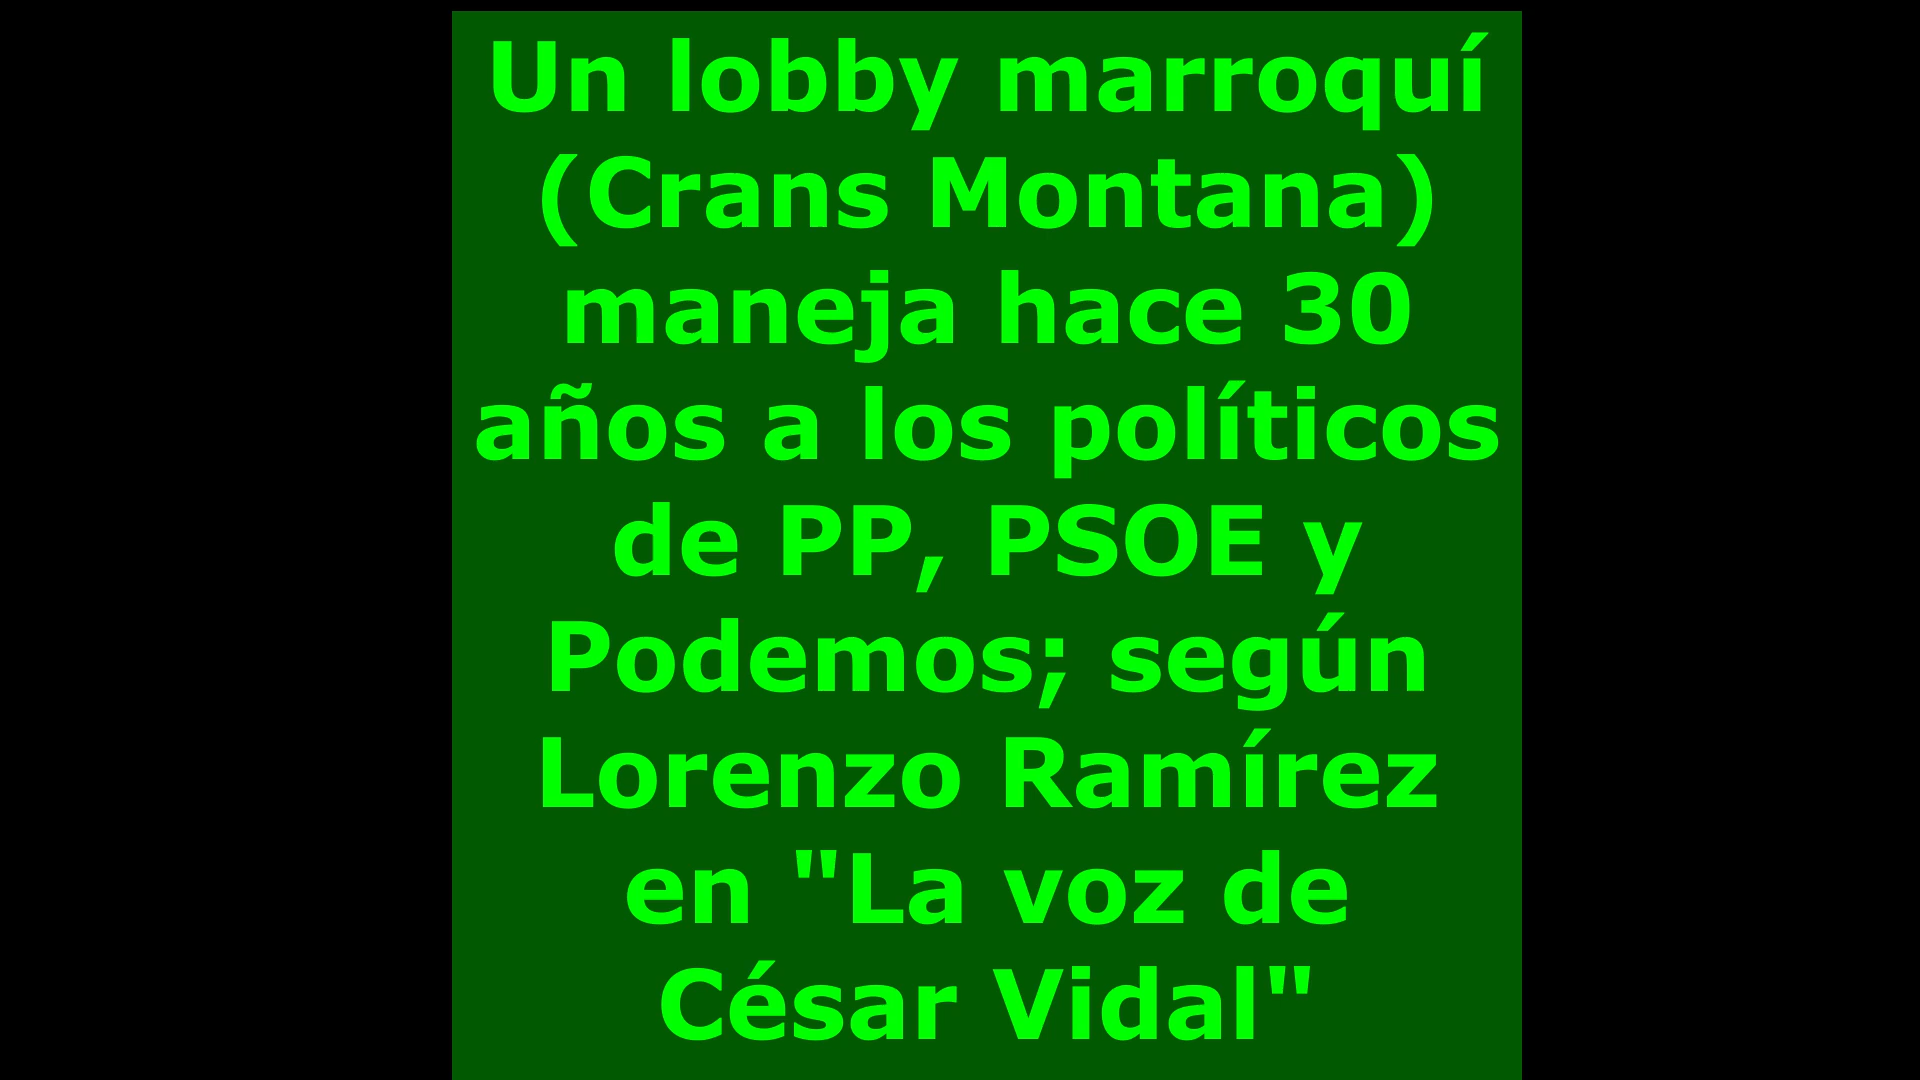 Un lobby marroquí
(Crans Montana)
maneja hace 30
años a los políticos
de PP, PSOE y
Podemos; según
Lorenzo Ramírez
en "La voz de
César Vidal"